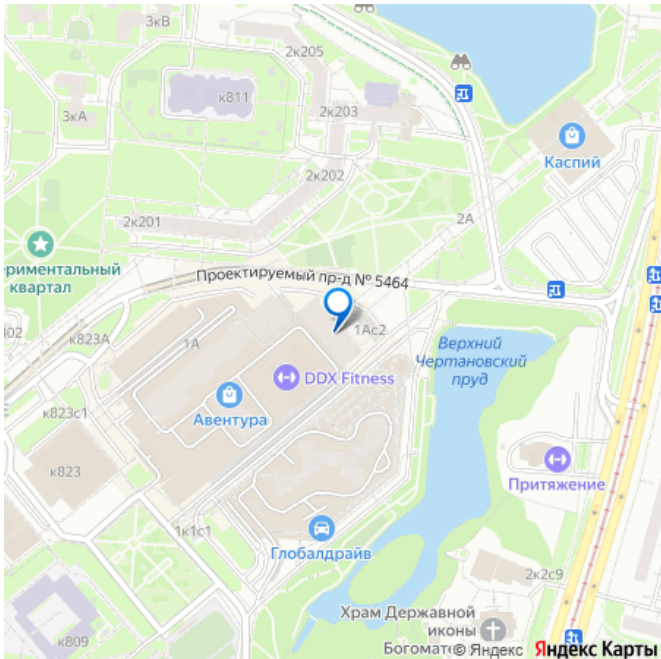 3кВ
2к205
к811
3кА
2к203
Каспий
2к202
2А
2к201
ериментальный
квартал
Проектируемый пр-д № 5464
402
к823А
1А
1Ас2
Верхний
Чертановский
пруд
DDX Fitness
Авентура
к823с1
к823
Притяжение
1к1с1
Глобалдрайв
2к2с9
к809
Храм Державной
иконы
Богомат
© Яндекс Яндекс Карты